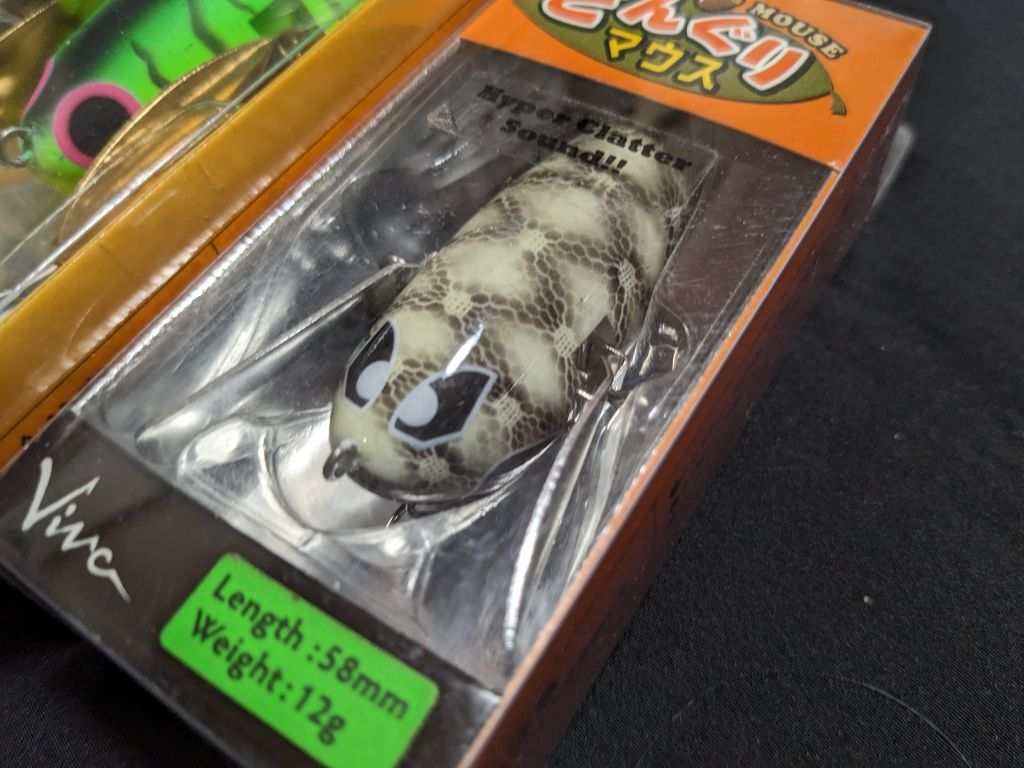 どんぐり
MOUSE
マウス
Hyper Clatter
Sound!!
Viva
Length:58mm
Weight:12g